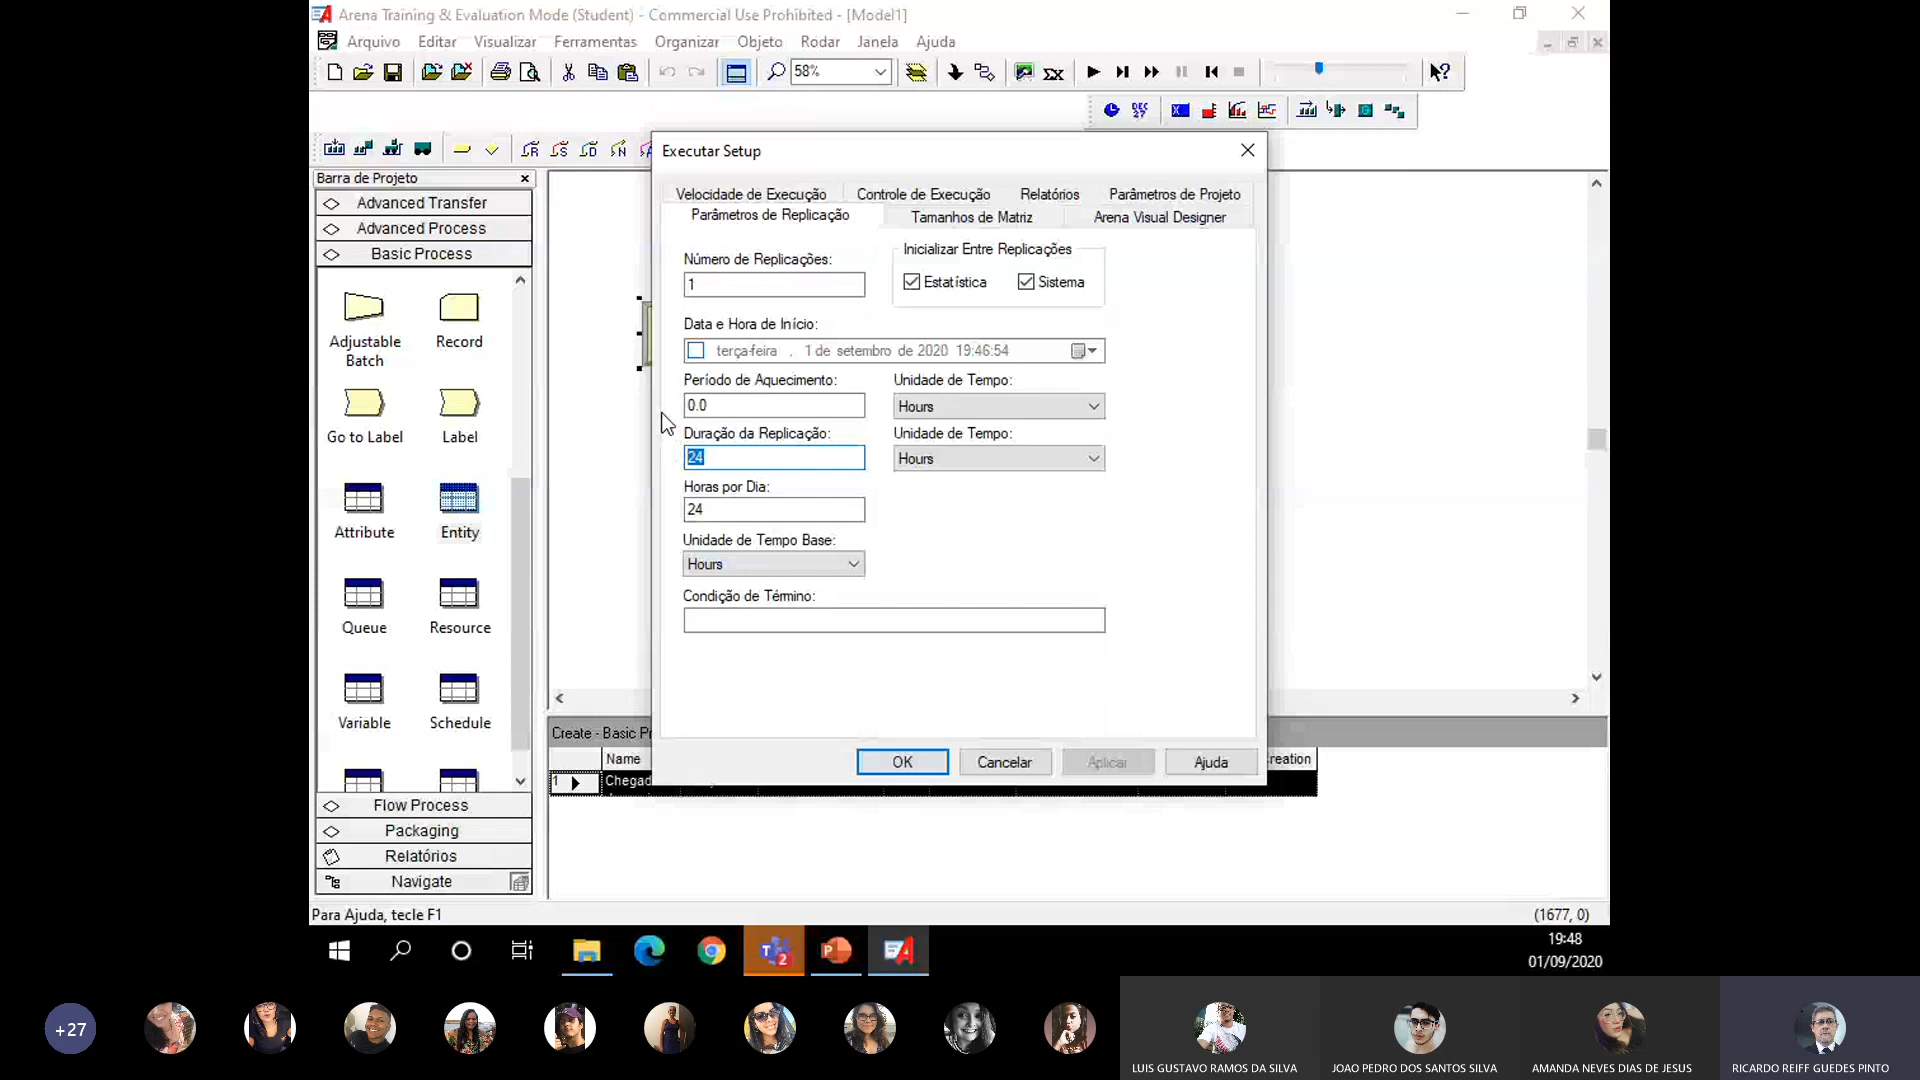 Arena Training & Evaluation Mode (Student) - Commercial Use Prohibited - [Model1]
Arquivo Editar Visualizar Ferramentas Organizar Objeto Rodar Janela Ajuda
58%
DEC
27
Barra de Projeto
Advanced Transfer
Advanced Process
Basic Process
Adjustable
Batch
Record
Go to Label
Label
Attribute
Entity
Queue
Resource
Variable
Schedule
Flow Process
Packaging
Relatórios
Navigate
Executar Setup
Velocidade de Execução
Controle de Execução
Relatórios
Parâmetros de Projeto
Parâmetros de Replicação
Tamanhos de Matriz
Arena Visual Designer
Número de Replicações:
1
Inicializar Entre Replicações
Estatística
Sistema
Data e Hora de Início:
terça-feira , 1 de setembro de 2020 19:46:54
Período de Aquecimento:
Unidade de Tempo:
0.0
Hours
Duração da Replicação:
Unidade de Tempo:
24
Hours
Horas por Dia:
24
Unidade de Tempo Base:
Hours
Condição de Término:
OK
Cancelar
Aplicar
Ajuda
Create - Basic Pr
Name
reation
1
Chegad
Para Ajuda, tecle F1
(1677, 0)
2
19:48
01/09/2020
+27
LUIS GUSTAVO RAMOS DA SILVA
JOAO PEDRO DOS SANTOS SILVA
AMANDA NEVES DIAS DE JESUS
RICARDO REIFF GUEDES PINTO